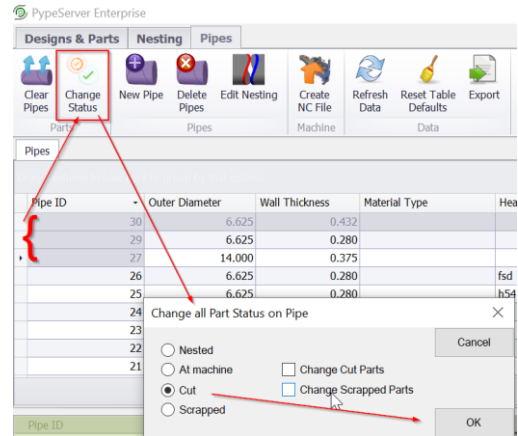 PypeServer Enterprise
Designs & Parts Nesting Pipes
Clear Pipes
Change Status
New Pipe
Delete Pipes
Edit Nesting
Create NC File
Refresh Data
Reset Table Defaults
Export
Parts
Pipes
Machine
Data
Pipes
Pipe ID Outer Diameter Wall Thickness Material Type Hea
30 6.625 0.432
29 6.625 0.280
27 14.000 0.375
26 6.625 0.280 fsd
25 6.625 0.280 h54
24
23
22
21
Change all Part Status on Pipe
Nested
At machine
Cut
Scrapped
Change Cut Parts
Change Scrapped Parts
Cancel
OK
Pipe ID